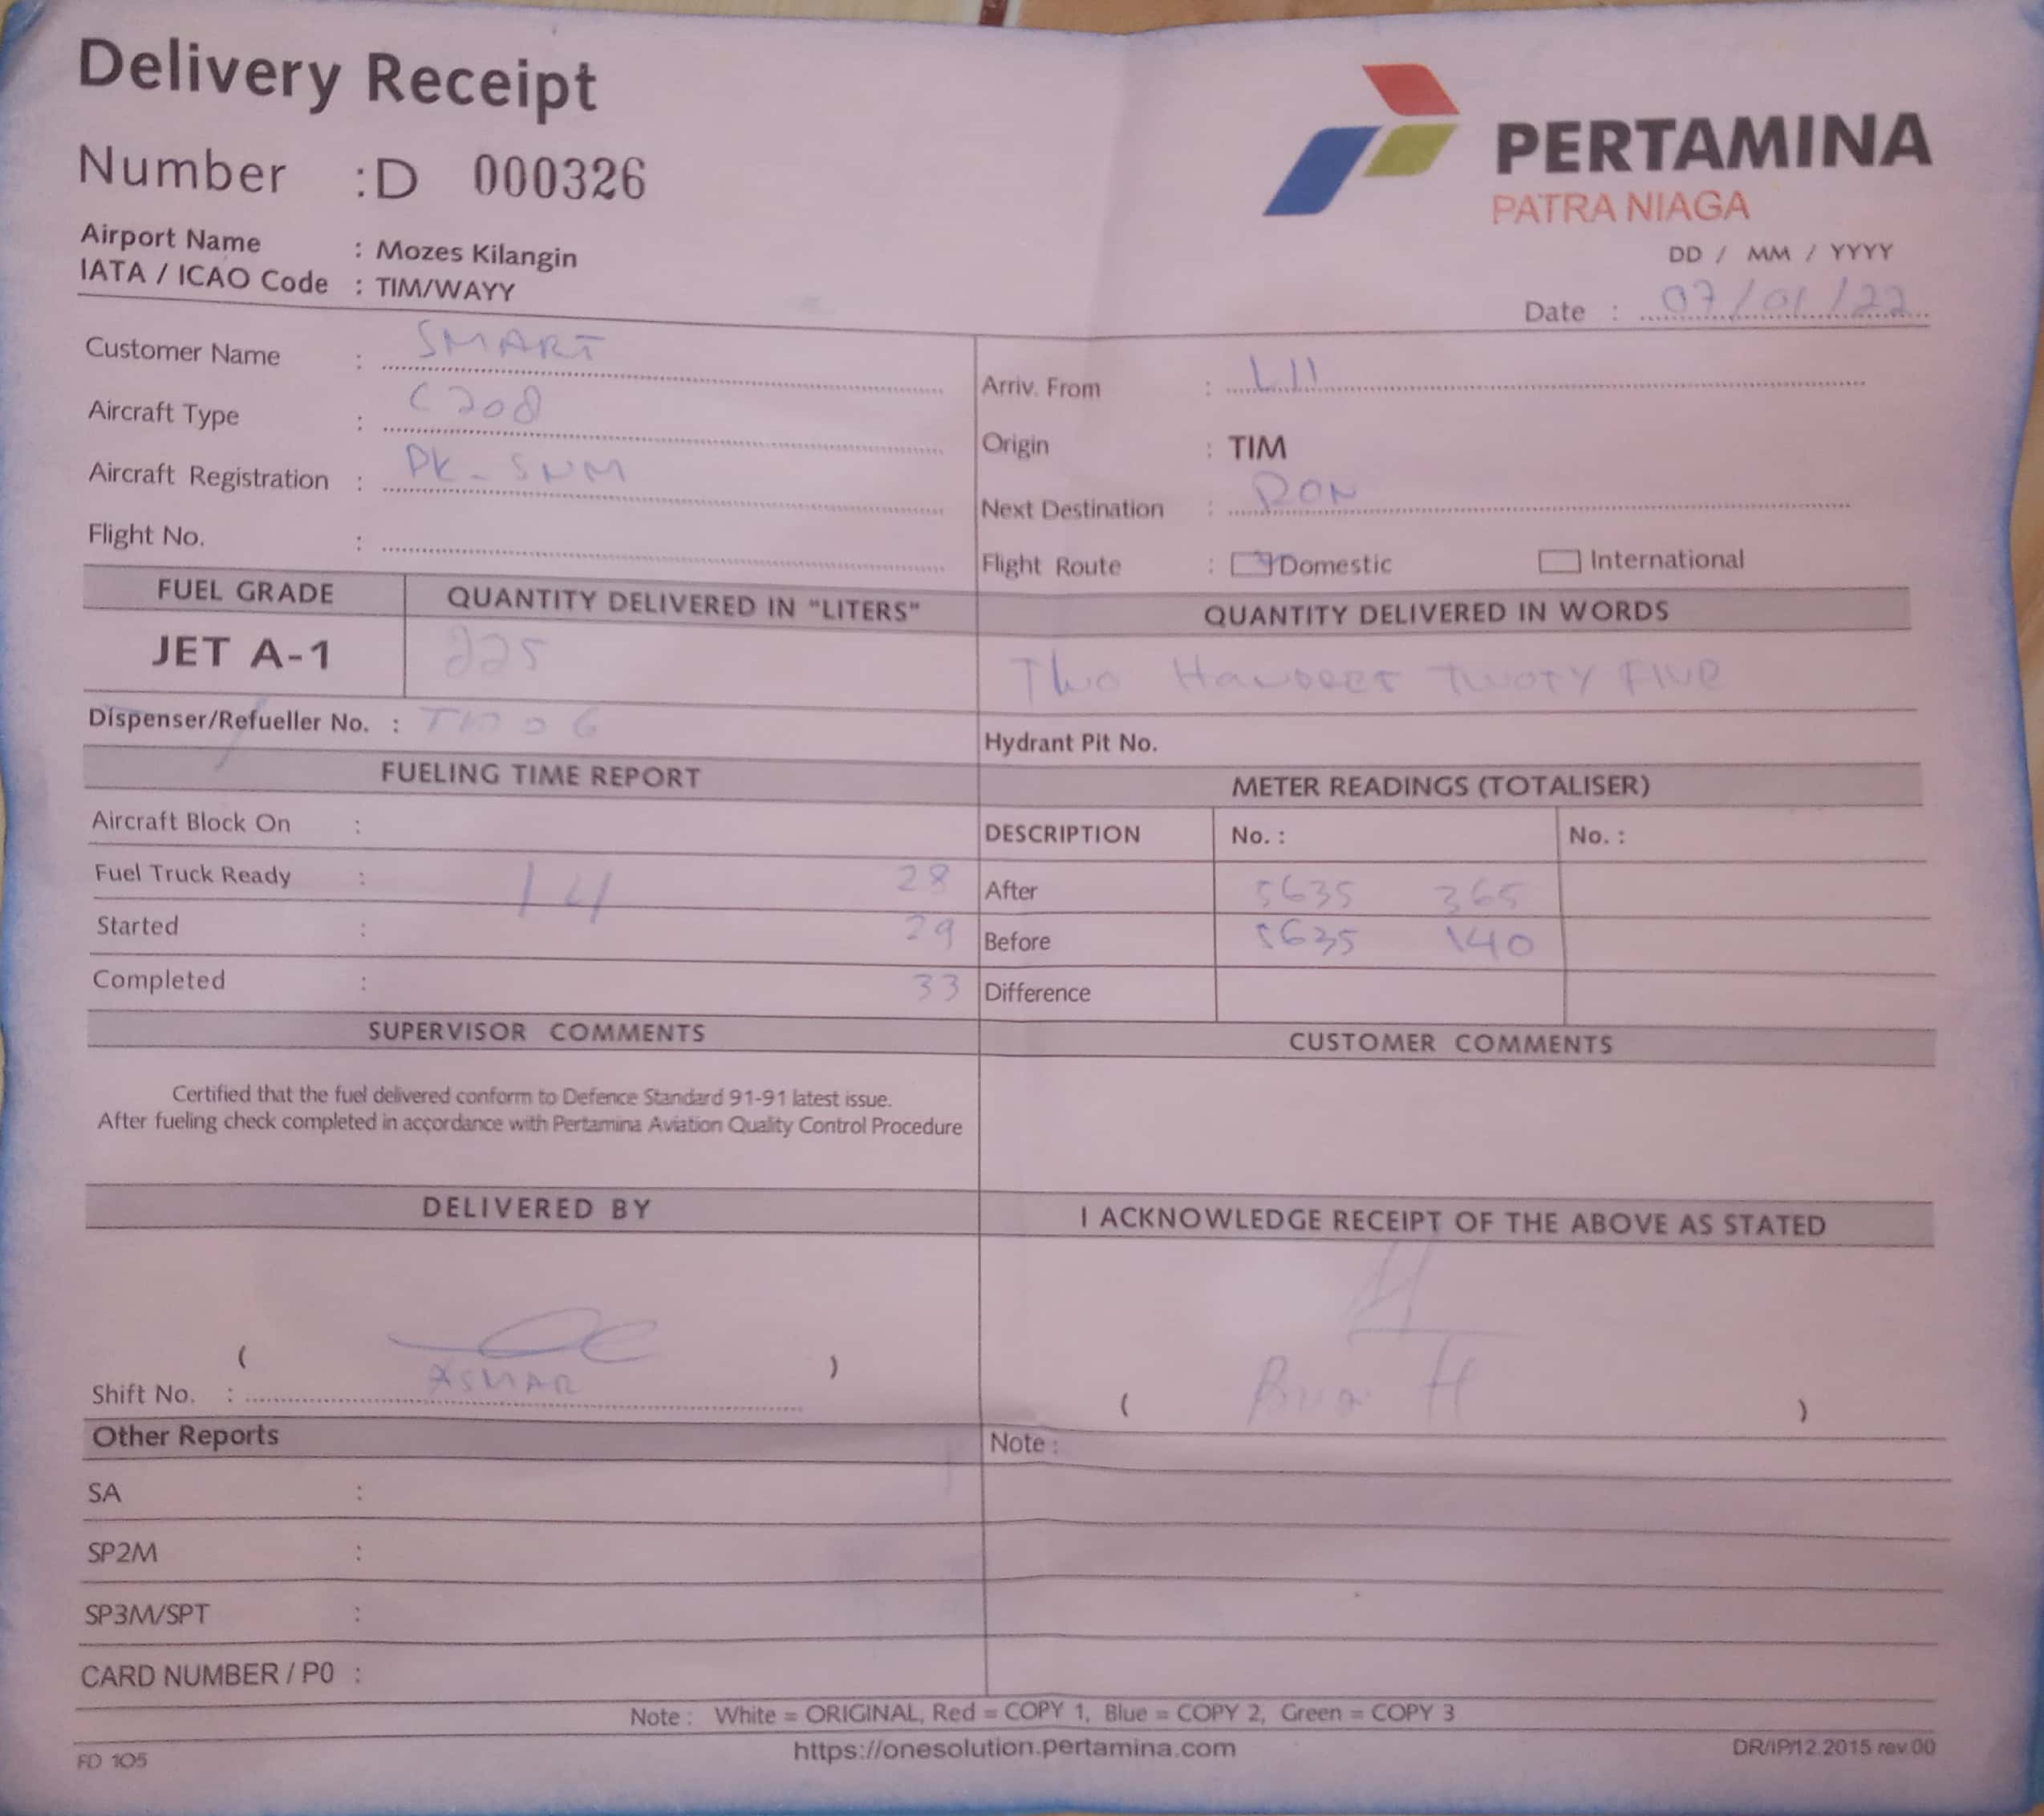 Delivery Receipt
Number :D 000326
PERTAMINA
PATRA NIAGA
Airport Name : Mozes Kilangin
IATA / ICAO Code : TIM/WAYY
DD / MM / YYYY
Date : 07/01/22
Customer Name : SMART
Aircraft Type : C208
Aircraft Registration : PK-SNM
Flight No. :
Arriv. From : LII
Origin : TIM
Next Destination : RON
Flight Route : Domestic International
FUEL GRADE QUANTITY DELIVERED IN "LITERS" QUANTITY DELIVERED IN WORDS
JET A-1 225 Two Five
Dispenser/Refueller No. :
Hydrant Pit No.
FUELING TIME REPORT METER READINGS (TOTALISER)
Aircraft Block On : DESCRIPTION No. : No. :
Fuel Truck Ready : 14 28 After 5635 365
Started : 29 Before 5635 140
Completed : 33 Difference
SUPERVISOR COMMENTS CUSTOMER COMMENTS
Certified that the fuel delivered conform to Defence Standard 91-91 latest issue.
After fueling check completed in accordance with Pertamina Aviation Quality Control Procedure
DELIVERED BY I ACKNOWLEDGE RECEIPT OF THE ABOVE AS STATED
( )
Shift No. : ASMAR
( H )
Other Reports Note :
SA :
SP2M :
SP3M/SPT :
CARD NUMBER / P0 :
Note : White = ORIGINAL, Red = COPY 1, Blue = COPY 2, Green = COPY 3
https://onesolution.pertamina.com
FD 105
DR/IP/12.2015 rev.00